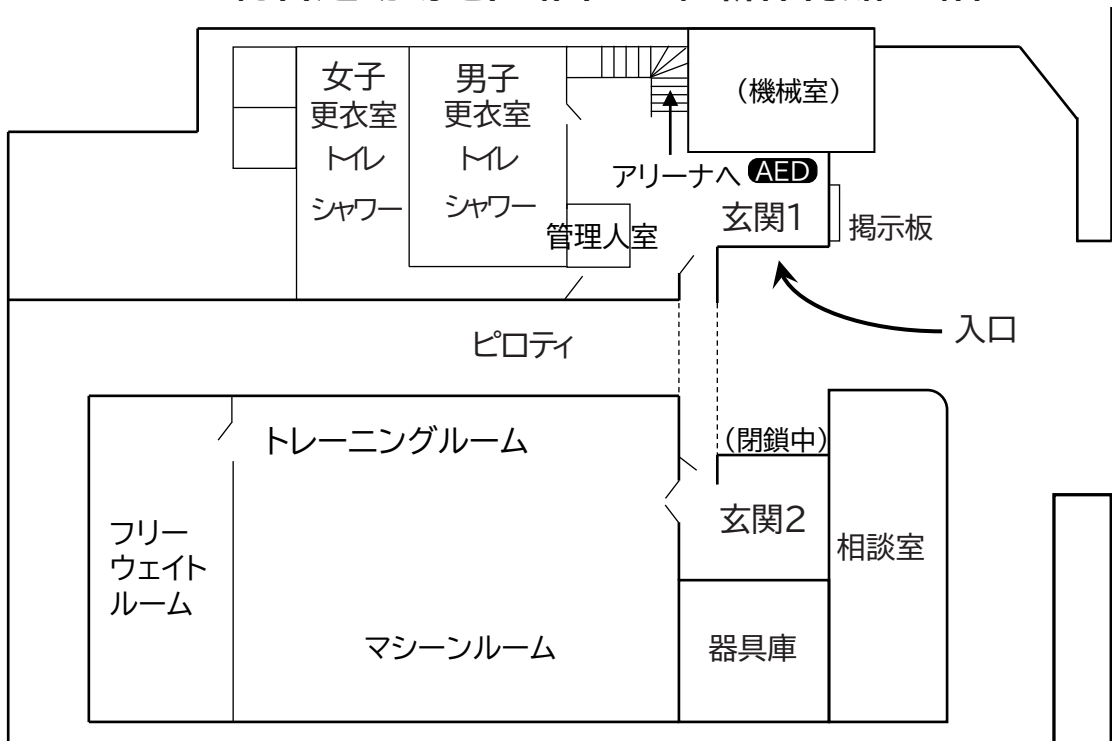 女子
更衣室
トイレ
シャワー
男子
更衣室
トイレ
シャワー
（機械室）
アリーナへ AED
玄関1
掲示板
管理人室
入口
ピロティ
トレーニングルーム
（閉鎖中）
玄関2
相談室
フリー
ウェイト
ルーム
マシーンルーム
器具庫